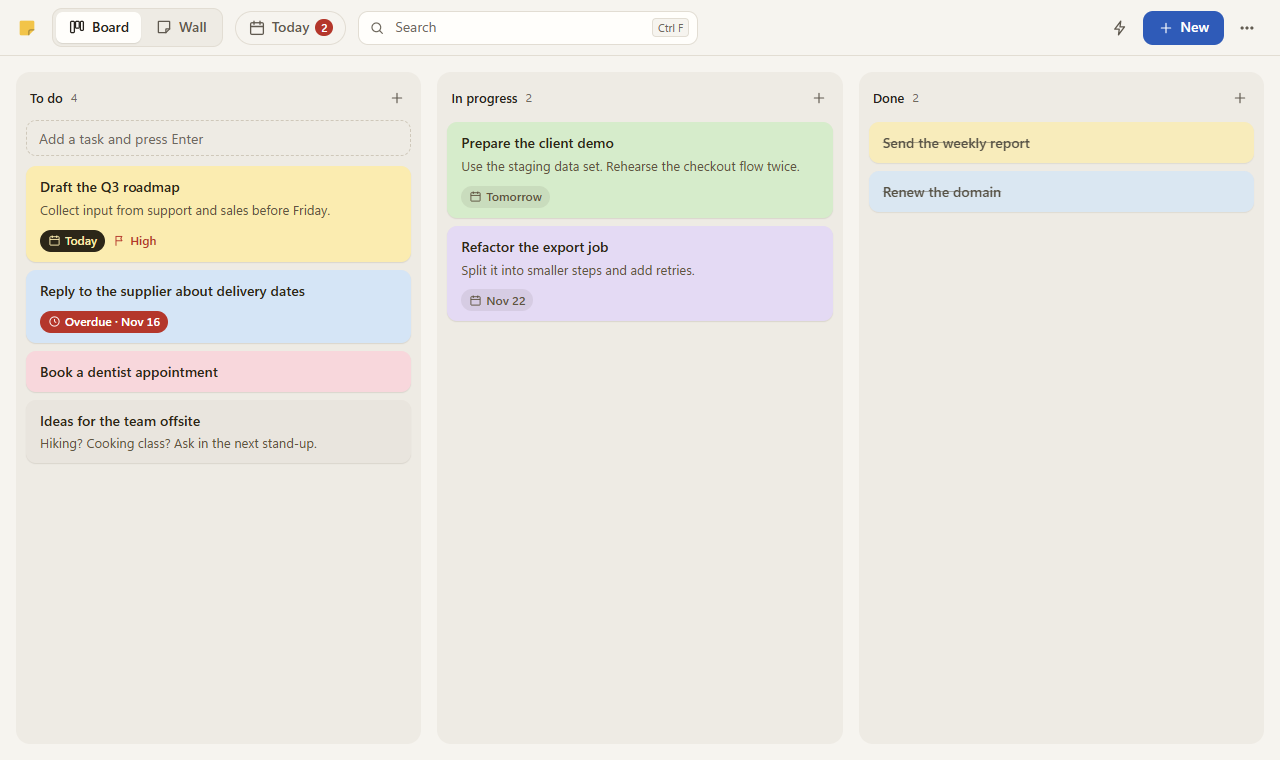 Board
Wall
Today 2
Search
Ctrl F
New
To do 4
Add a task and press Enter
Draft the Q3 roadmap
Collect input from support and sales before Friday.
Today
High
Reply to the supplier about delivery dates
Overdue · Nov 16
Book a dentist appointment
Ideas for the team offsite
Hiking? Cooking class? Ask in the next stand-up.
In progress 2
Prepare the client demo
Use the staging data set. Rehearse the checkout flow twice.
Tomorrow
Refactor the export job
Split it into smaller steps and add retries.
Nov 22
Done 2
Send the weekly report
Renew the domain